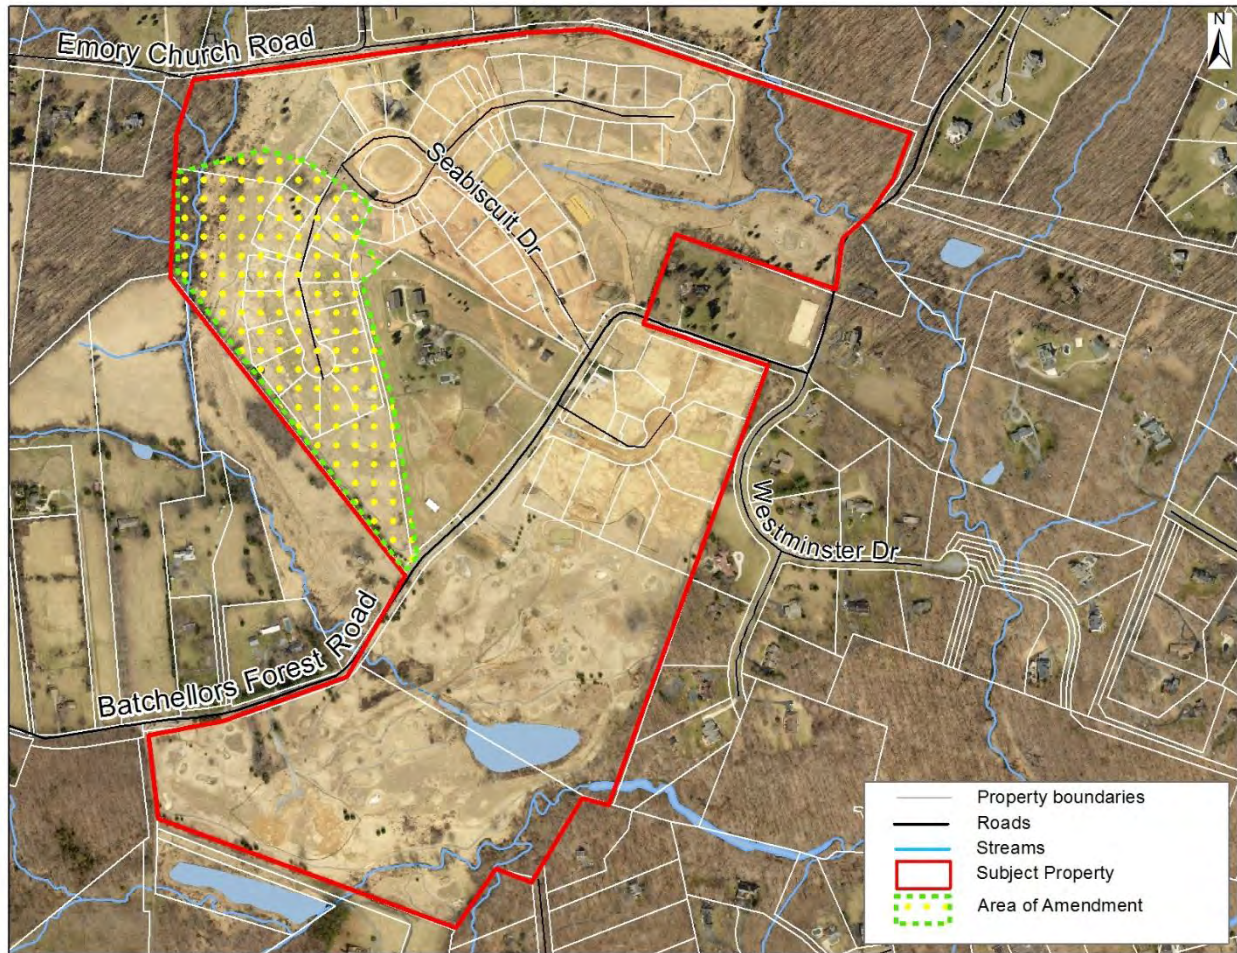 Emory Church Road
N
Seabiscuit Dr
Westminster Dr
Batchellors Forest Road
Property boundaries
Roads
Streams
Subject Property
Area of Amendment